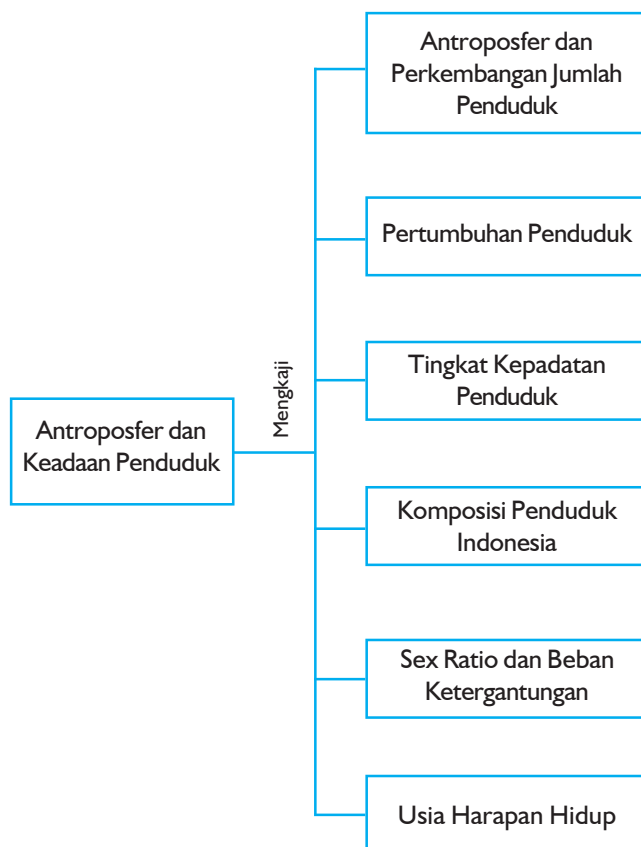 Antroposfer dan
Keadaan Penduduk
Mengkaji
Antroposfer dan
Perkembangan Jumlah
Penduduk
Pertumbuhan Penduduk
Tingkat Kepadatan
Penduduk
Komposisi Penduduk
Indonesia
Sex Ratio dan Beban
Ketergantungan
Usia Harapan Hidup